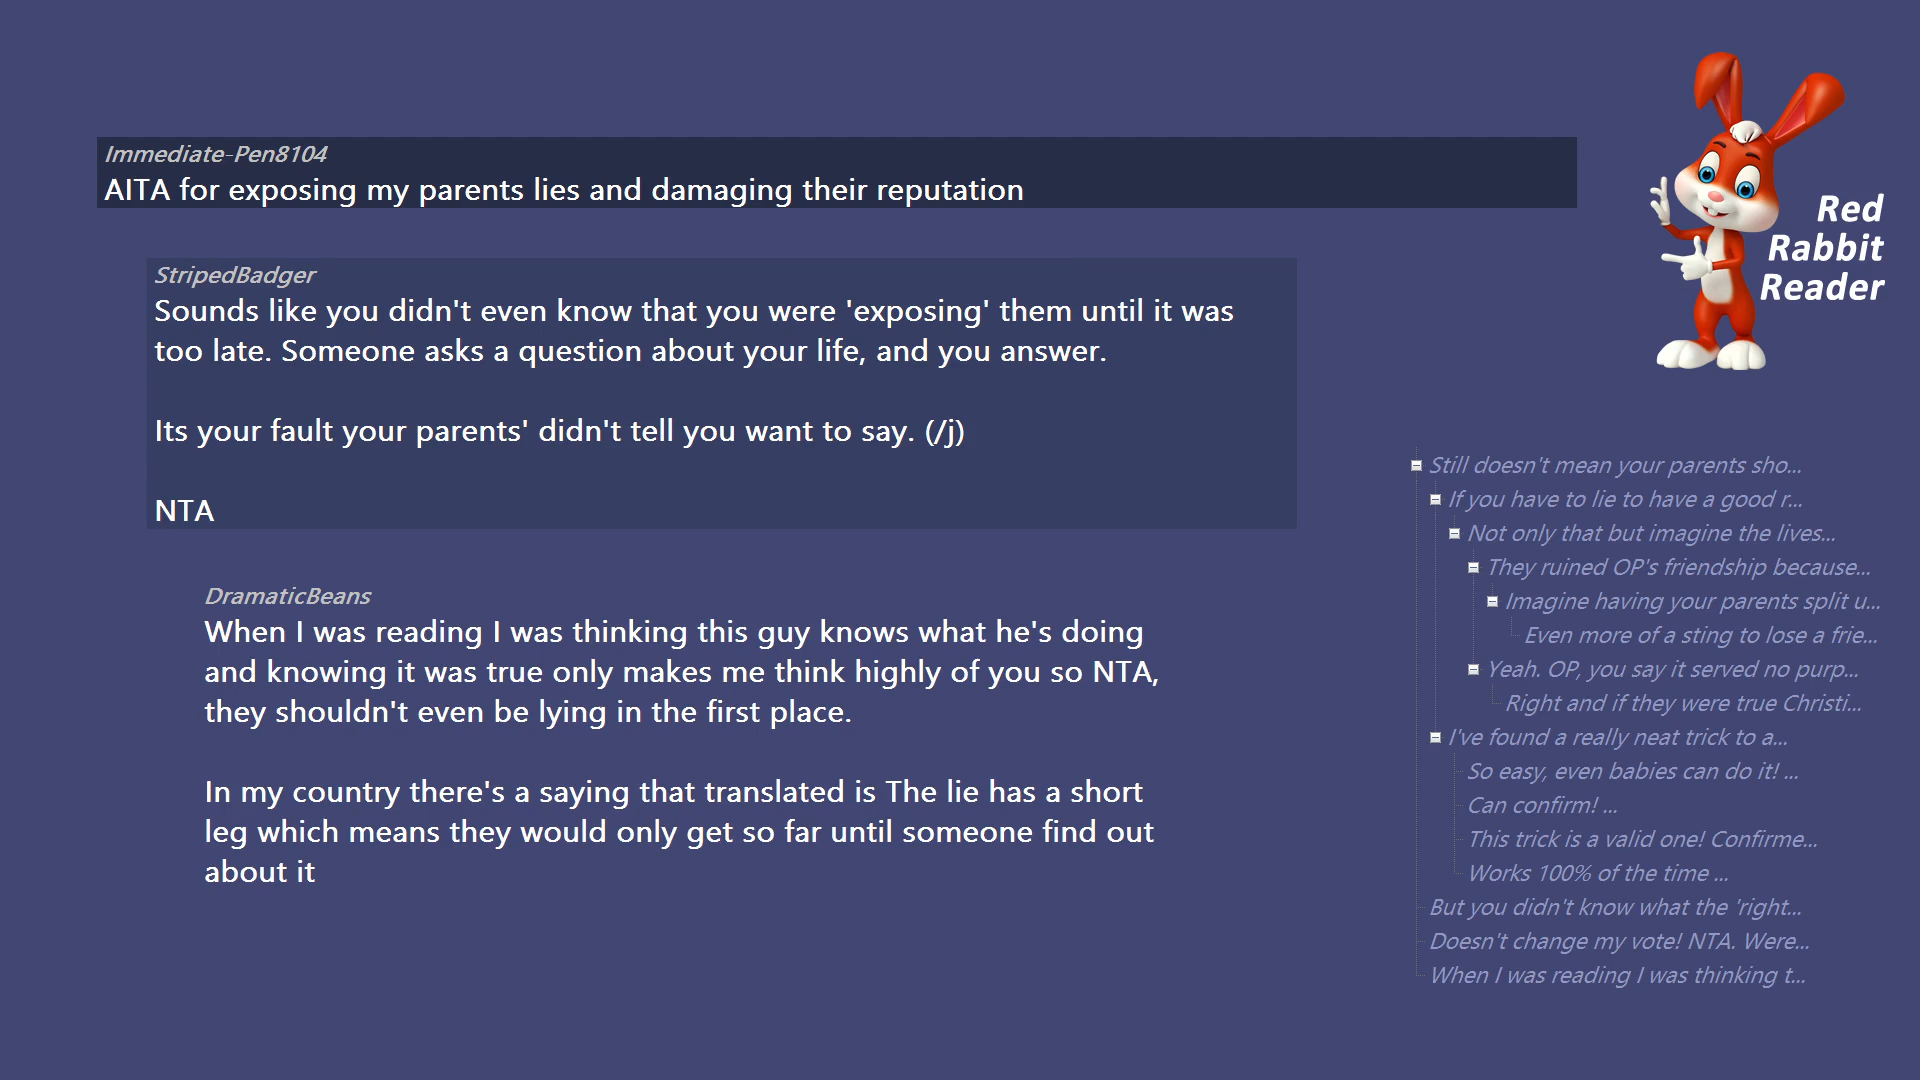 Immediate-Pen8104
AITA for exposing my parents lies and damaging their reputation
StripedBadger
Sounds like you didn't even know that you were 'exposing' them until it was
too late. Someone asks a question about your life, and you answer.
Its your fault your parents' didn't tell you want to say. (/j)
NTA
DramaticBeans
When I was reading I was thinking this guy knows what he's doing
and knowing it was true only makes me think highly of you so NTA,
they shouldn't even be lying in the first place.
In my country there's a saying that translated is The lie has a short
leg which means they would only get so far until someone find out
about it
Red
Rabbit
Reader
Still doesn't mean your parents sho...
If you have to lie to have a good r...
Not only that but imagine the lives...
They ruined OP's friendship because...
Imagine having your parents split u...
Even more of a sting to lose a frie...
Yeah. OP, you say it served no purp...
Right and if they were true Christi...
I've found a really neat trick to a...
So easy, even babies can do it! ...
Can confirm! ...
This trick is a valid one! Confirme...
Works 100% of the time ...
But you didn't know what the 'right...
Doesn't change my vote! NTA. Were...
When I was reading I was thinking t...